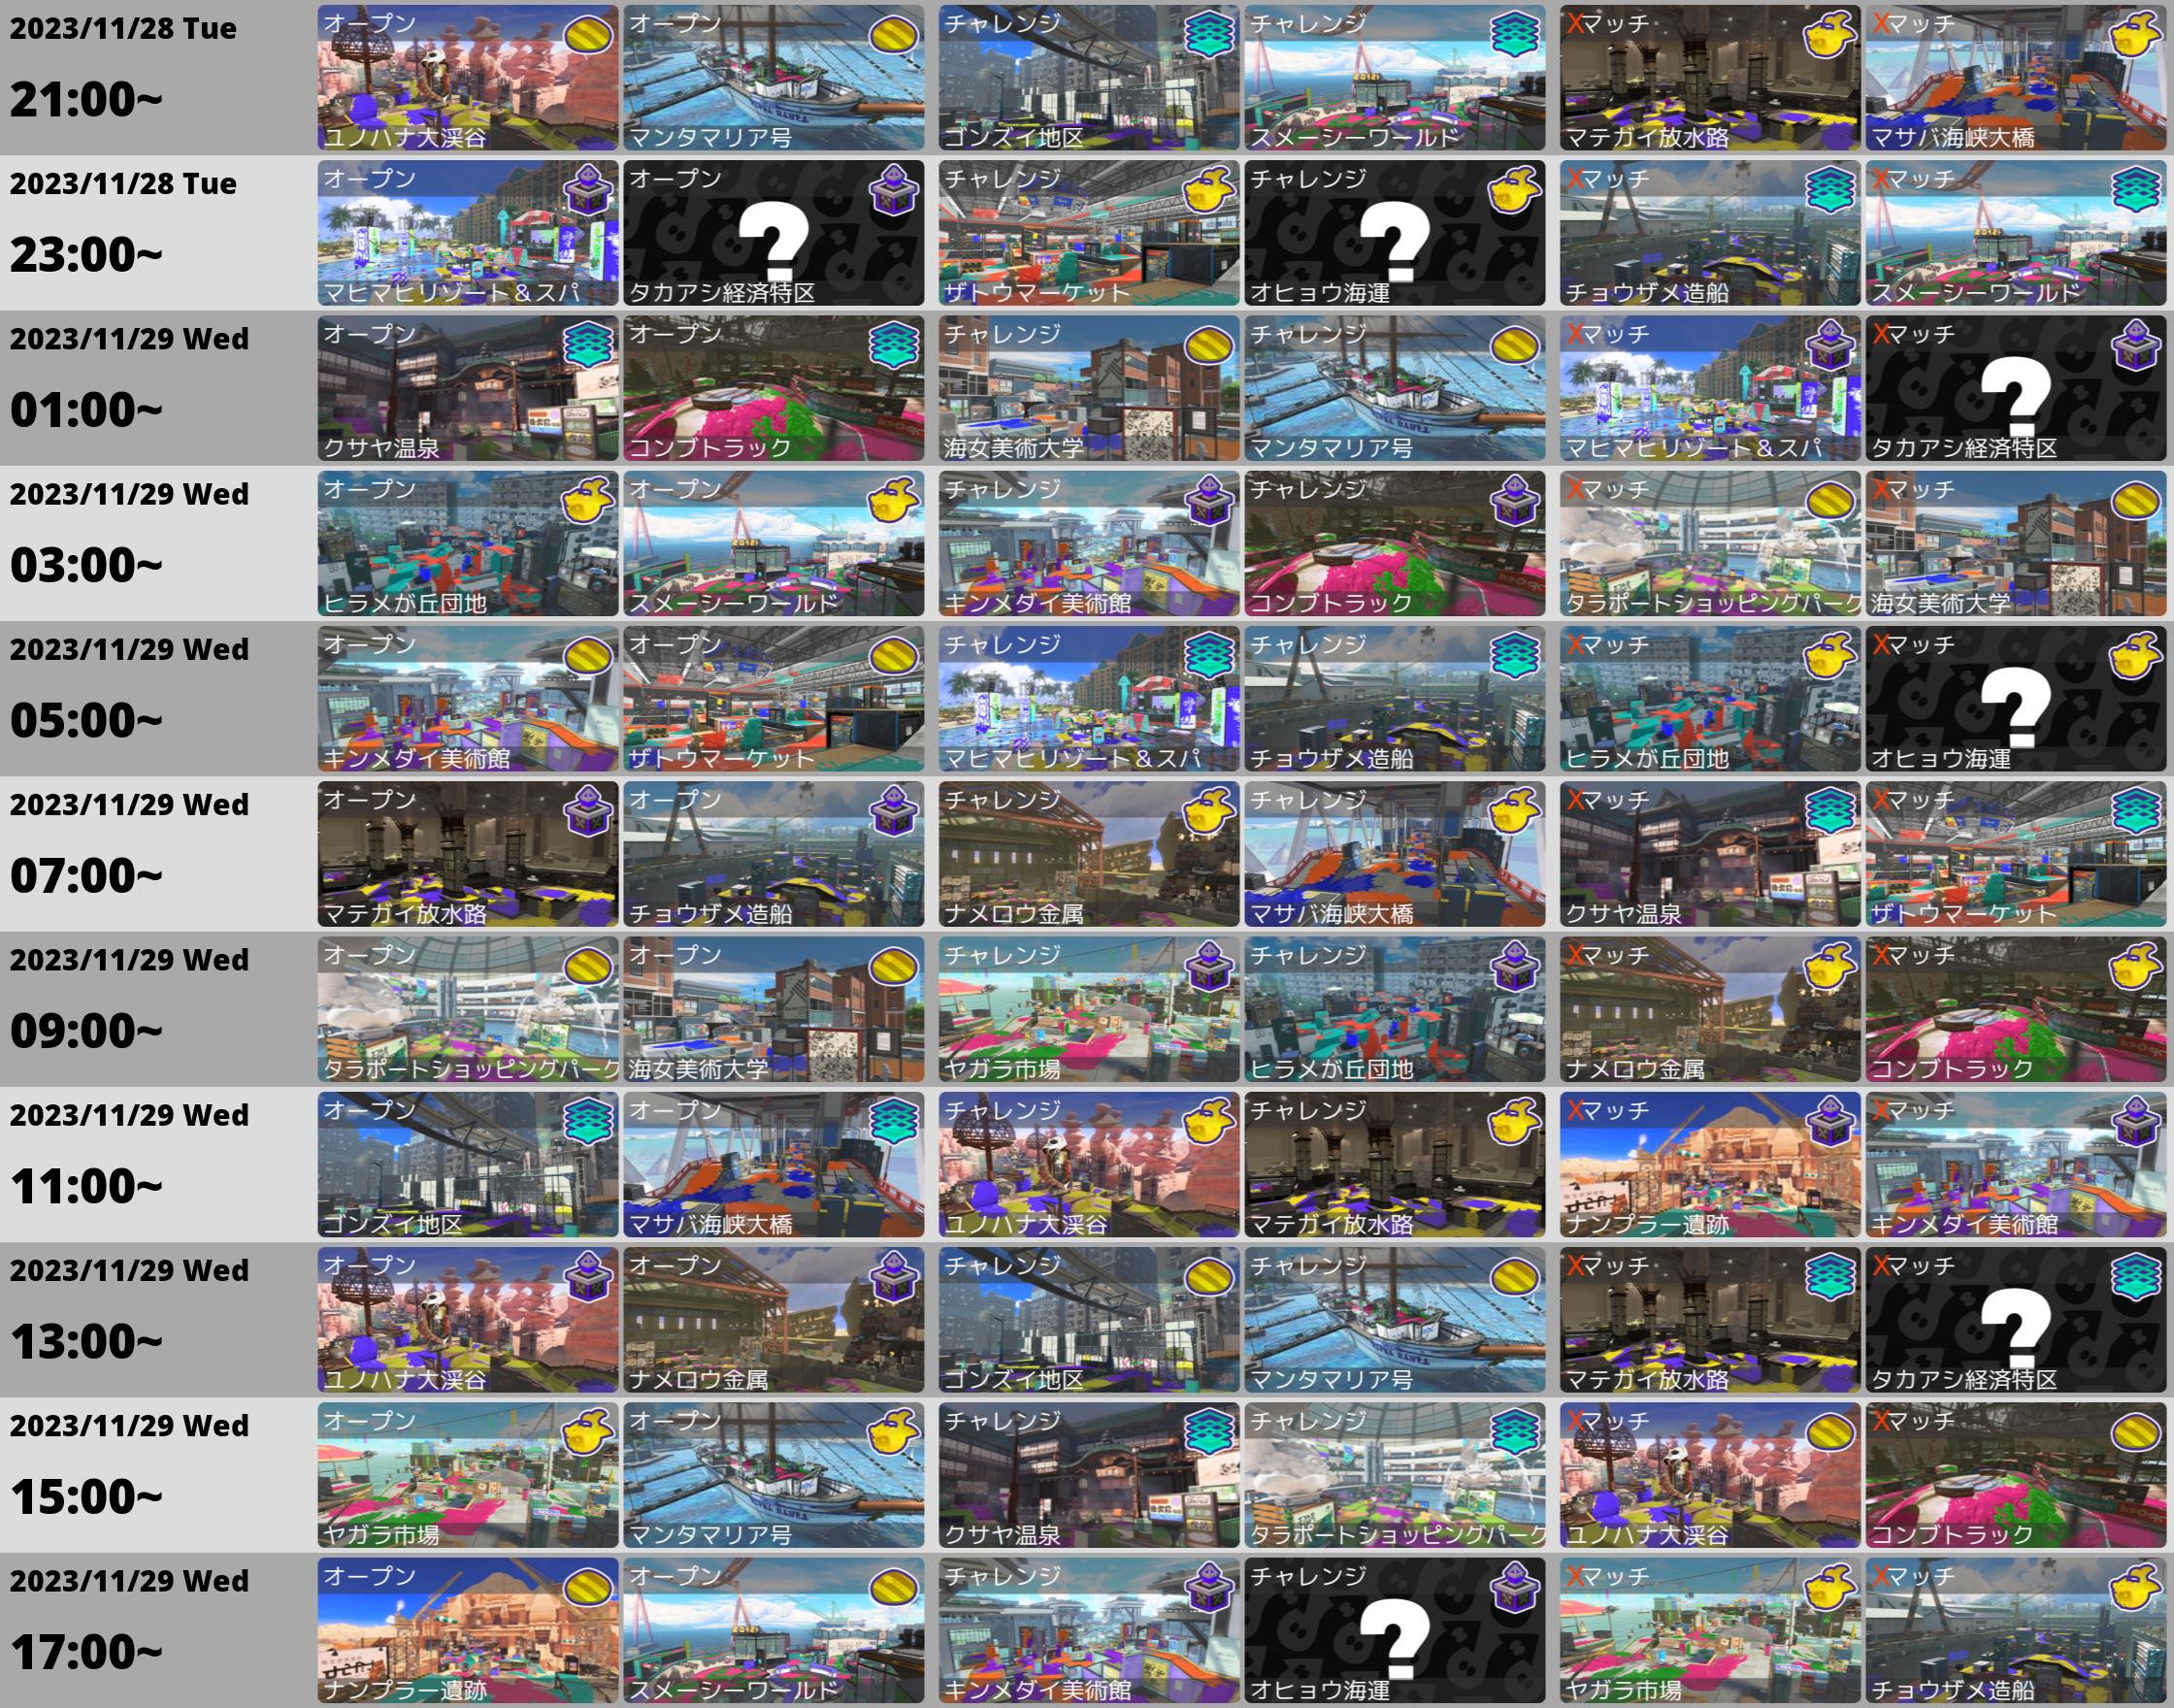 2023/11/28 Tue
21:00~
オープン
ユノハナ大渓谷
オープン
マンタマリア号
チャレンジ
ゴンズイ地区
チャレンジ
スメーシーワールド
Xマッチ
マテガイ放水路
Xマッチ
マサバ海峡大橋
2023/11/28 Tue
23:00~
オープン
マヒマヒリゾート＆スパ
オープン
?
タカアシ経済特区
チャレンジ
ザトウマーケット
チャレンジ
?
オヒョウ海運
Xマッチ
チョウザメ造船
Xマッチ
スメーシーワールド
2023/11/29 Wed
01:00~
オープン
クサヤ温泉
オープン
コンブトラック
チャレンジ
海女美術大学
チャレンジ
マンタマリア号
Xマッチ
マヒマヒリゾート＆スパ
Xマッチ
?
タカアシ経済特区
2023/11/29 Wed
03:00~
オープン
ヒラメが丘団地
オープン
スメーシーワールド
チャレンジ
キンメダイ美術館
チャレンジ
コンブトラック
Xマッチ
タラポートショッピングパーク
Xマッチ
海女美術大学
2023/11/29 Wed
05:00~
オープン
キンメダイ美術館
オープン
ザトウマーケット
チャレンジ
マヒマヒリゾート＆スパ
チャレンジ
チョウザメ造船
Xマッチ
ヒラメが丘団地
Xマッチ
?
オヒョウ海運
2023/11/29 Wed
07:00~
オープン
マテガイ放水路
オープン
チョウザメ造船
チャレンジ
ナメロウ金属
チャレンジ
マサバ海峡大橋
Xマッチ
クサヤ温泉
Xマッチ
ザトウマーケット
2023/11/29 Wed
09:00~
オープン
タラポートショッピングパーク
オープン
海女美術大学
チャレンジ
ヤガラ市場
チャレンジ
ヒラメが丘団地
Xマッチ
ナメロウ金属
Xマッチ
コンブトラック
2023/11/29 Wed
11:00~
オープン
ゴンズイ地区
オープン
マサバ海峡大橋
チャレンジ
ユノハナ大渓谷
チャレンジ
マテガイ放水路
Xマッチ
ナンプラー遺跡
Xマッチ
キンメダイ美術館
2023/11/29 Wed
13:00~
オープン
ユノハナ大渓谷
オープン
ナメロウ金属
チャレンジ
ゴンズイ地区
チャレンジ
マンタマリア号
Xマッチ
マテガイ放水路
Xマッチ
?
タカアシ経済特区
2023/11/29 Wed
15:00~
オープン
ヤガラ市場
オープン
マンタマリア号
チャレンジ
クサヤ温泉
チャレンジ
タラポートショッピングパーク
Xマッチ
ユノハナ大渓谷
Xマッチ
コンブトラック
2023/11/29 Wed
17:00~
オープン
ナンプラー遺跡
オープン
スメーシーワールド
チャレンジ
キンメダイ美術館
チャレンジ
?
オヒョウ海運
Xマッチ
ヤガラ市場
Xマッチ
チョウザメ造船